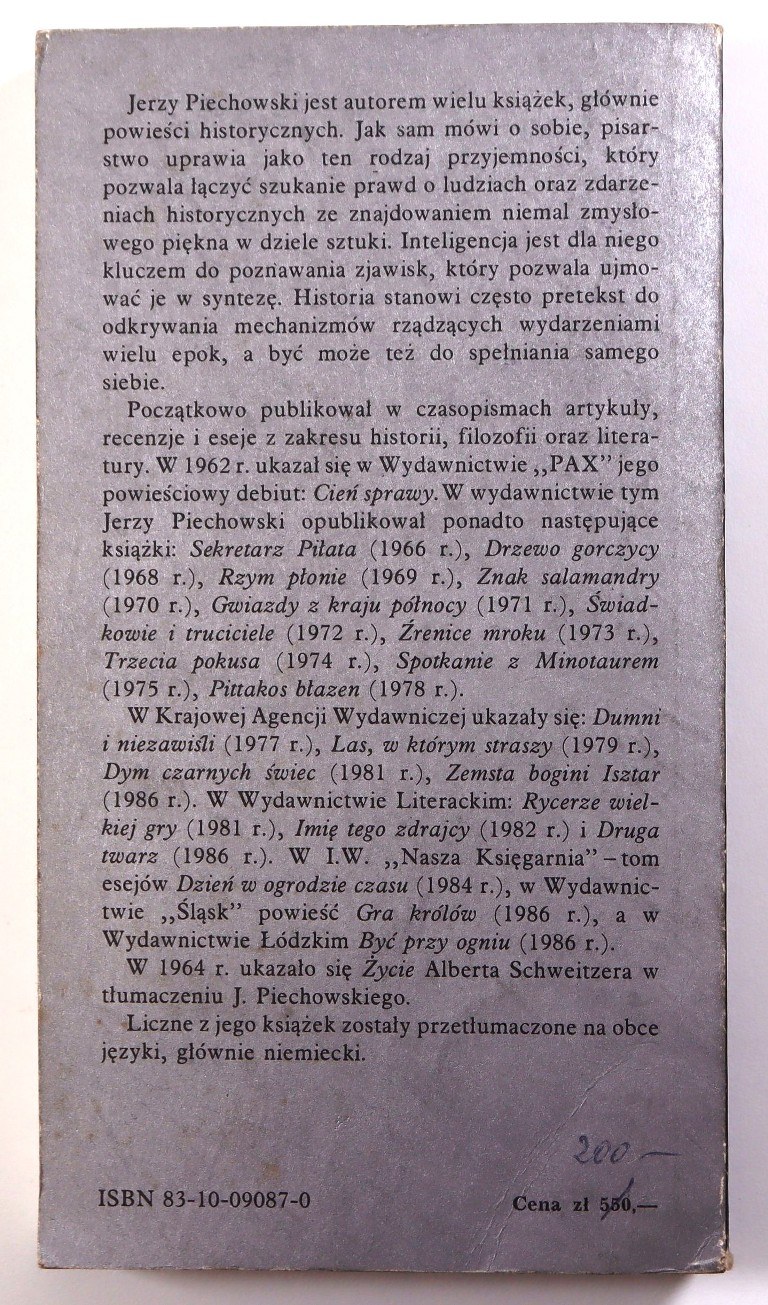 Jerzy Piechowski jest autorem wielu książek, głównie
powieści historycznych. Jak sam mówi o sobie, pisar-
stwo uprawia jako ten rodzaj przyjemności, który
pozwala łączyć szukanie prawd o ludziach oraz zdarze-
niach historycznych ze znajdowaniem niemal zmysło-
wego piękna w dziele sztuki. Inteligencja jest dla niego
kluczem do poznawania zjawisk, który pozwala ujmo-
wać je w syntezę. Historia stanowi często pretekst do
odkrywania mechanizmów rządzących wydarzeniami
wielu epok, a być może też do spełniania samego
siebie.
Początkowo publikował w czasopismach artykuły,
recenzje i eseje z zakresu historii, filozofii oraz litera-
tury. W 1962 r. ukazał się w Wydawnictwie „PAX” jego
powieściowy debiut: Cień sprawy. W wydawnictwie tym
Jerzy Piechowski opublikował ponadto następujące
książki: Sekretarz Piłata (1966 r.), Drzewo gorczycy
(1968 r.), Rzym płonie (1969 r.), Znak salamandry
(1970 r.), Gwiazdy z kraju północy (1971 r.), Świad-
kowie i truciciele (1972 r.), Źrenice mroku (1973 r.),
Trzecia pokusa (1974 r.), Spotkanie z Minotaurem
(1975 r.), Pittakos błazen (1978 r.).
W Krajowej Agencji Wydawniczej ukazały się: Dumni
i niezawiśli (1977 r.), Las, w którym straszy (1979 r.),
Dym czarnych świec (1981 r.), Zemsta bogini Isztar
(1986 r.). W Wydawnictwie Literackim: Rycerze wiel-
kiej gry (1981 r.), Imię tego zdrajcy (1982 r.) i Druga
twarz (1986 r.). W I.W. „Nasza Księgarnia” – tom
esejów Dzień w ogrodzie czasu (1984 r.), w Wydawnic-
twie „Śląsk” powieść Gra królów (1986 r.), a w
Wydawnictwie Łódzkim Być przy ogniu (1986 r.).
W 1964 r. ukazało się Życie Alberta Schweitzera w
tłumaczeniu J. Piechowskiego.
Liczne z jego książek zostały przetłumaczone na obce
języki, głównie niemiecki.
200 —
ISBN 83-10-09087-0
Cena zł 550,—